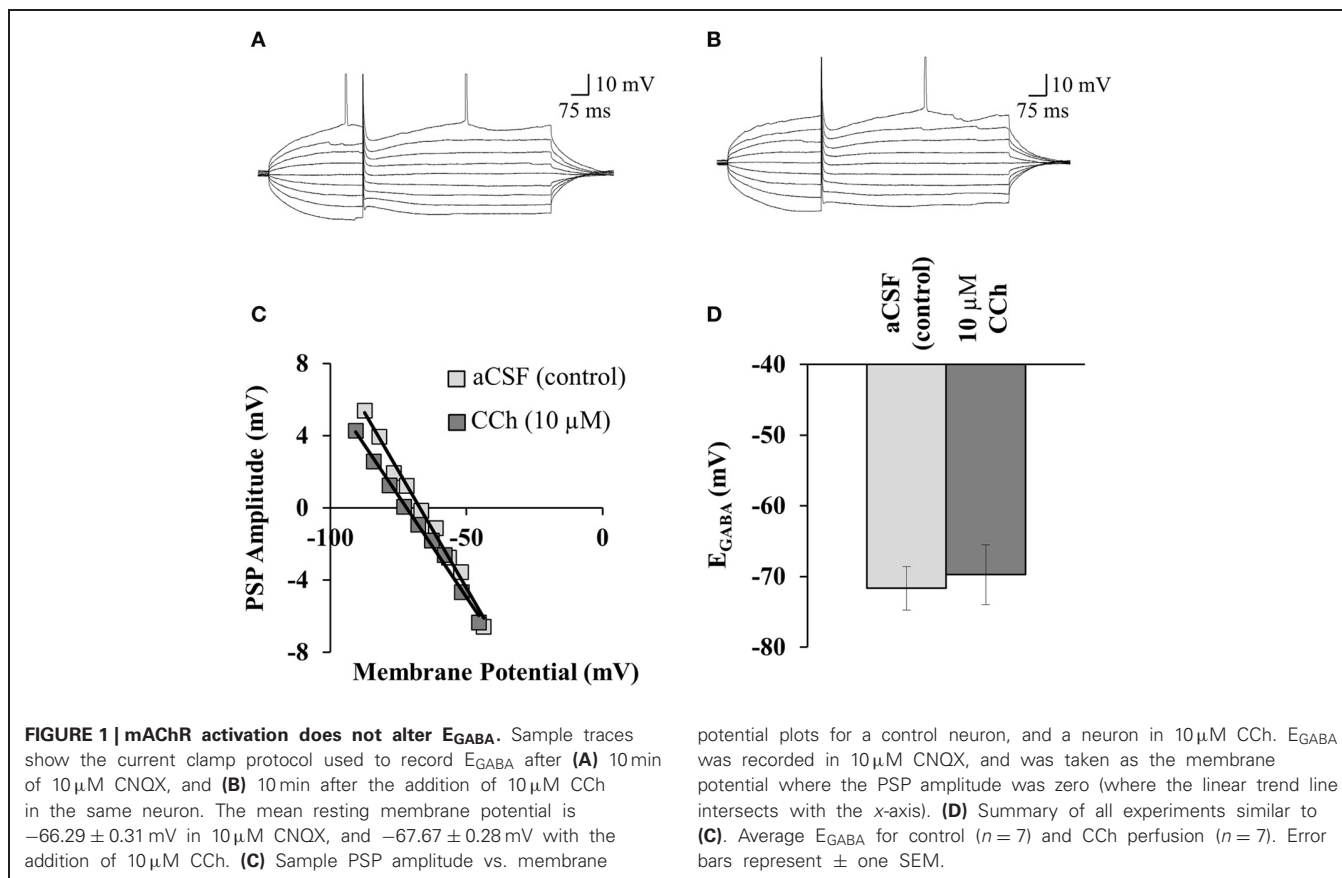 A
10 mV
75 ms
B
10 mV
75 ms
C
8
4
0
-4
-8
-100
-50
0
PSP Amplitude (mV)
Membrane Potential (mV)
aCSF (control)
CCh (10 µM)
D
aCSF
(control)
10 µM
CCh
-40
-50
-60
-70
-80
EGABA (mV)
FIGURE 1 | mAChR activation does not alter EGABA. Sample traces
show the current clamp protocol used to record EGABA after (A) 10 min
of 10 µM CNQX, and (B) 10 min after the addition of 10 µM CCh
in the same neuron. The mean resting membrane potential is
−66.29 ± 0.31 mV in 10 µM CNQX, and −67.67 ± 0.28 mV with the
addition of 10 µM CCh. (C) Sample PSP amplitude vs. membrane
potential plots for a control neuron, and a neuron in 10 µM CCh. EGABA
was recorded in 10 µM CNQX, and was taken as the membrane
potential where the PSP amplitude was zero (where the linear trend line
intersects with the x-axis). (D) Summary of all experiments similar to
(C). Average EGABA for control (n = 7) and CCh perfusion (n = 7). Error
bars represent ± one SEM.